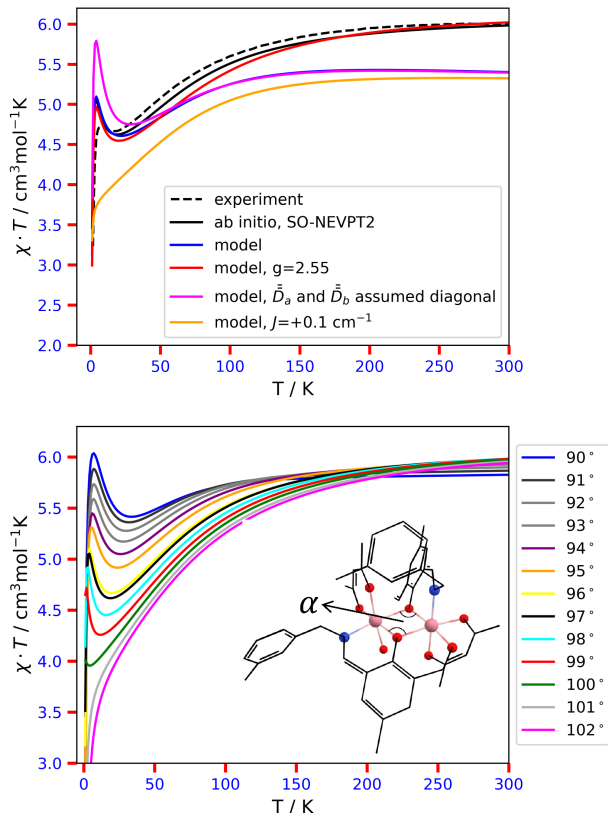 6.0
5.5
5.0
4.5
4.0
3.5
3.0
2.5
2.0
χ·T / cm³mol⁻¹K
experiment
ab initio, SO-NEVPT2
model
model, g=2.55
model, D̿ₐ and D̿_b assumed diagonal
model, J=+0.1 cm⁻¹
0 50 100 150 200 250 300
T / K
6.0
5.5
5.0
4.5
4.0
3.5
3.0
χ·T / cm³mol⁻¹K
α
90°
91°
92°
93°
94°
95°
96°
97°
98°
99°
100°
101°
102°
0 50 100 150 200 250 300
T / K